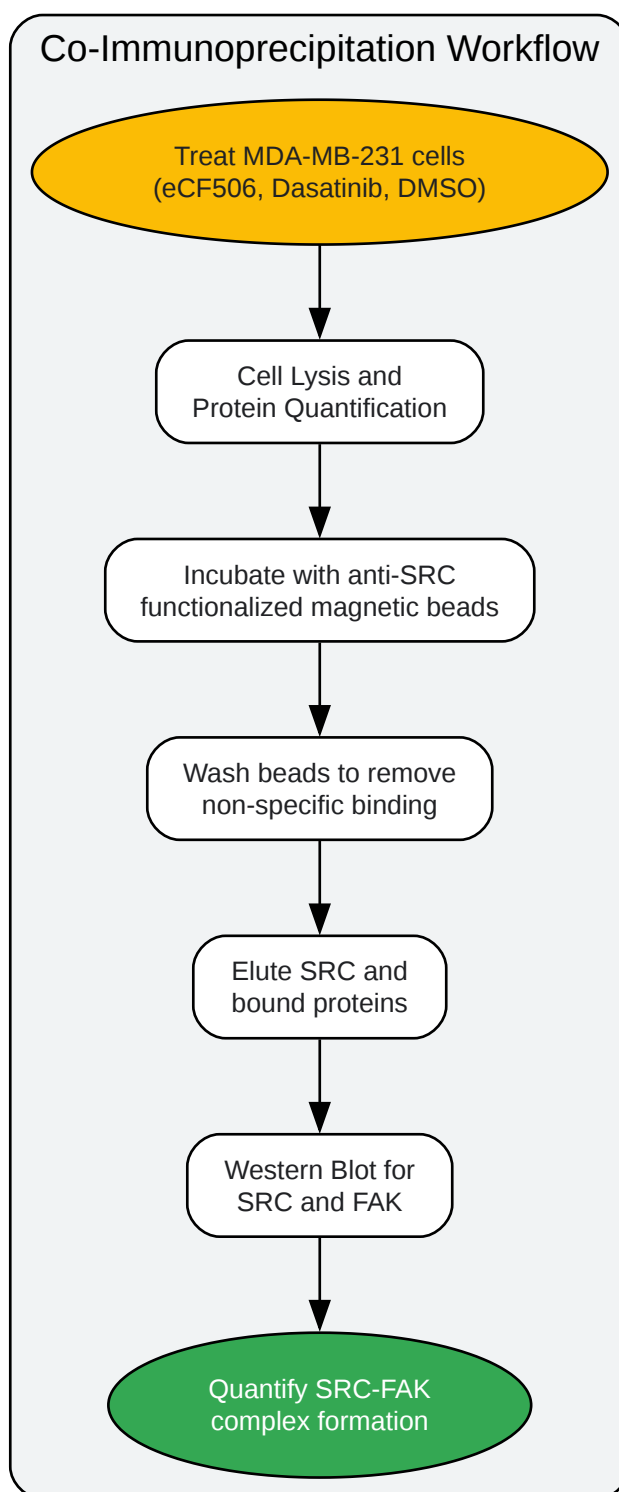 Co-Immunoprecipitation Workflow
Treat MDA-MB-231 cells
(eCF506, Dasatinib, DMSO)
Cell Lysis and
Protein Quantification
Incubate with anti-SRC
functionalized magnetic beads
Wash beads to remove
non-specific binding
Elute SRC and
bound proteins
Western Blot for
SRC and FAK
Quantify SRC-FAK
complex formation